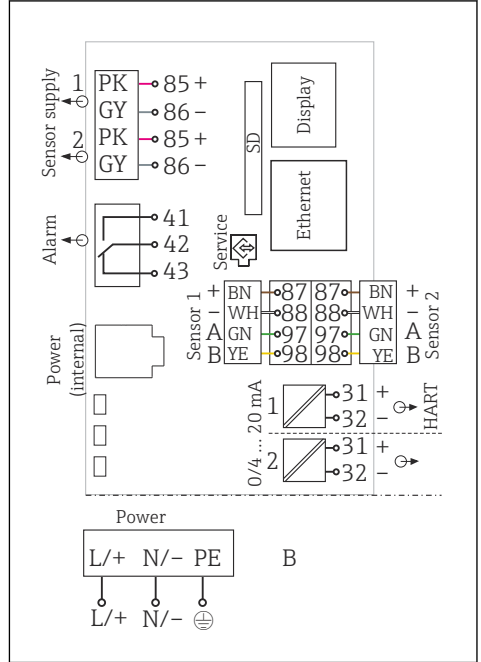 Sensor supply
1 PK 85 +
GY 86 –
2 PK 85 +
GY 86 –
Display
SD
Ethernet
Alarm
41
42
43
Service
Power
(internal)
Sensor 1
+ BN 87 87 BN +
– WH 88 88 WH –
A GN 97 97 GN A
B YE 98 98 YE B
Sensor 2
0/4 ... 20 mA
1 31 +
32 –
HART
2 31 +
32 –
Power
L/+ N/– PE
B
L/+ N/–